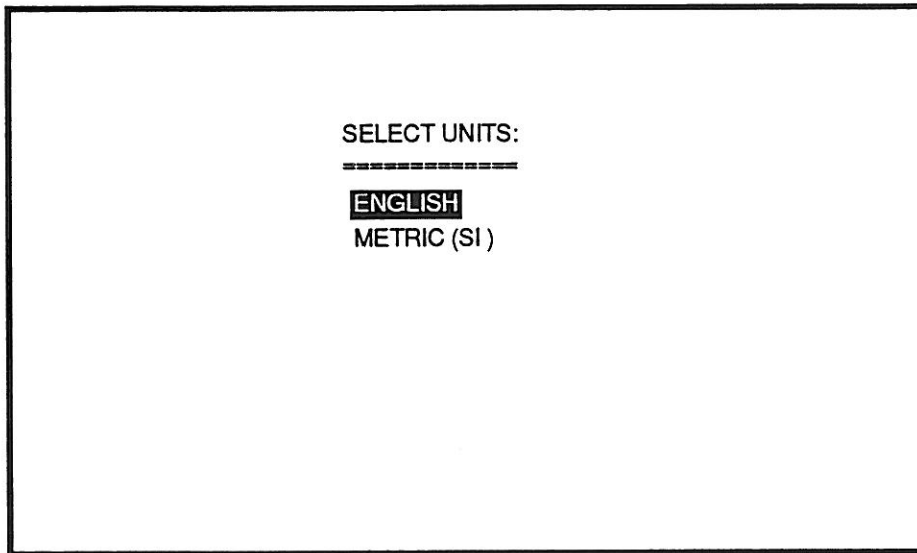 SELECT UNITS:
=============
ENGLISH
METRIC (SI )